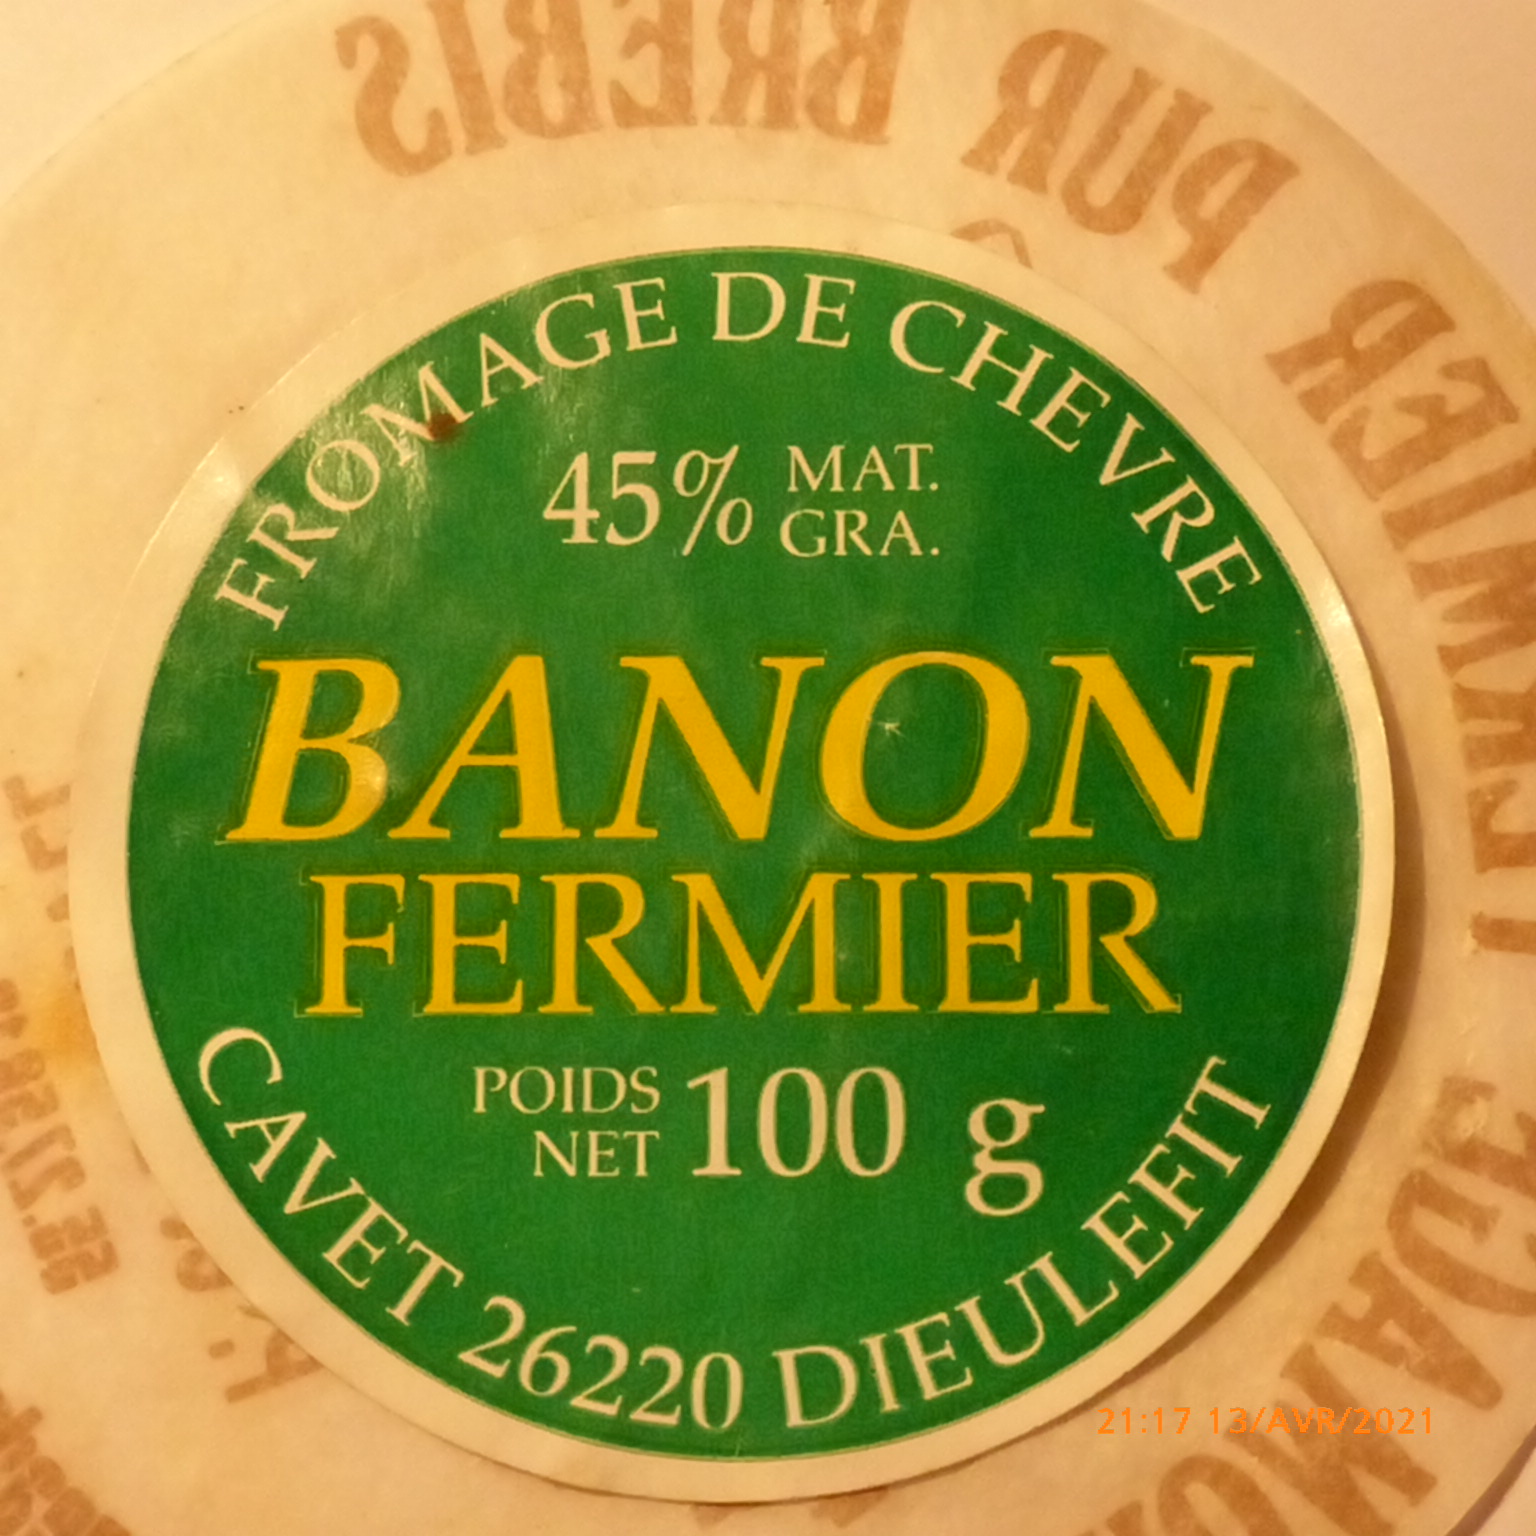 FROMAGE DE CHEVRE
45% MAT.
GRA.
BANON
FERMIER
POIDS
NET 100 g
CAVET 26220 DIEULEFIT
PUR BREBIS
21:17 13/AVR/2021